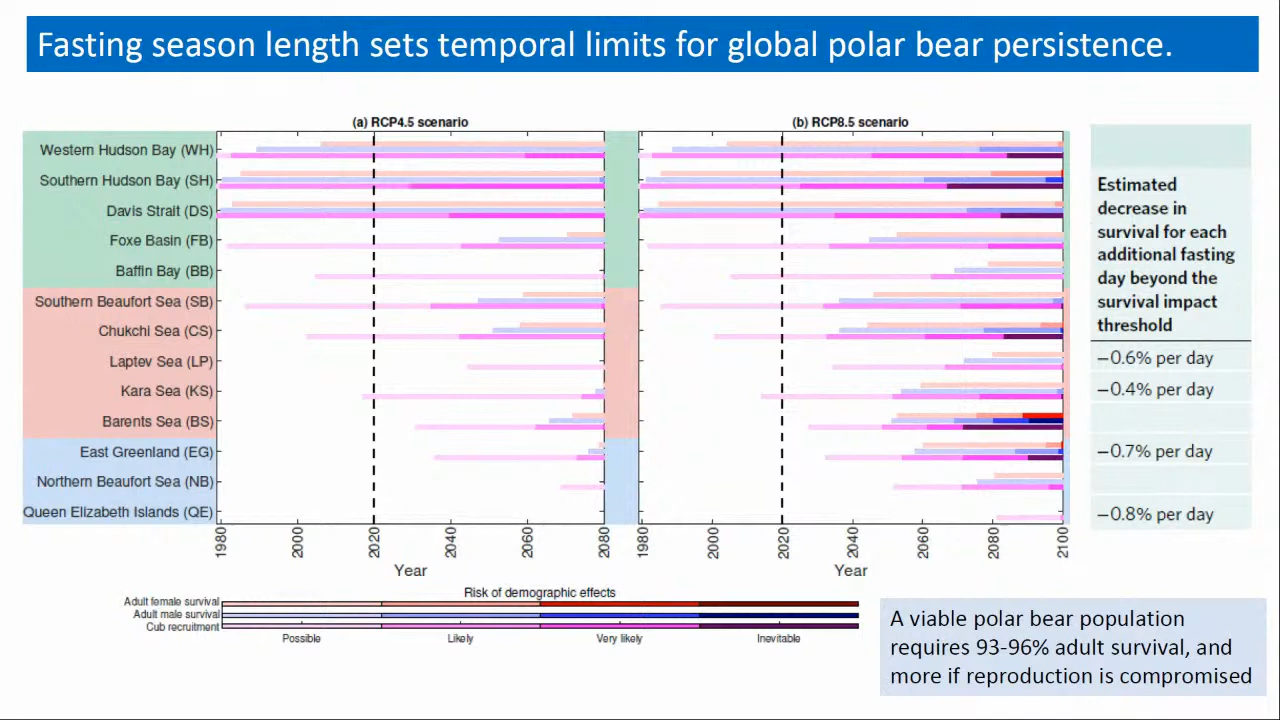 Fasting season length sets temporal limits for global polar bear persistence.
(a) RCP4.5 scenario
(b) RCP8.5 scenario
Western Hudson Bay (WH)
Southern Hudson Bay (SH)
Davis Strait (DS)
Foxe Basin (FB)
Baffin Bay (BB)
Southern Beaufort Sea (SB)
Chukchi Sea (CS)
Laptev Sea (LP)
Kara Sea (KS)
Barents Sea (BS)
East Greenland (EG)
Northern Beaufort Sea (NB)
Queen Elizabeth Islands (QE)
1980
2000
2020
2040
2060
2080
Year
1980
2000
2020
2040
2060
2080
2100
Year
Estimated
decrease in
survival for each
additional fasting
day beyond the
survival impact
threshold
−0.6% per day
−0.4% per day
−0.7% per day
−0.8% per day
Risk of demographic effects
Adult female survival
Adult male survival
Cub recruitment
Possible
Likely
Very likely
Inevitable
A viable polar bear population
requires 93-96% adult survival, and
more if reproduction is compromised